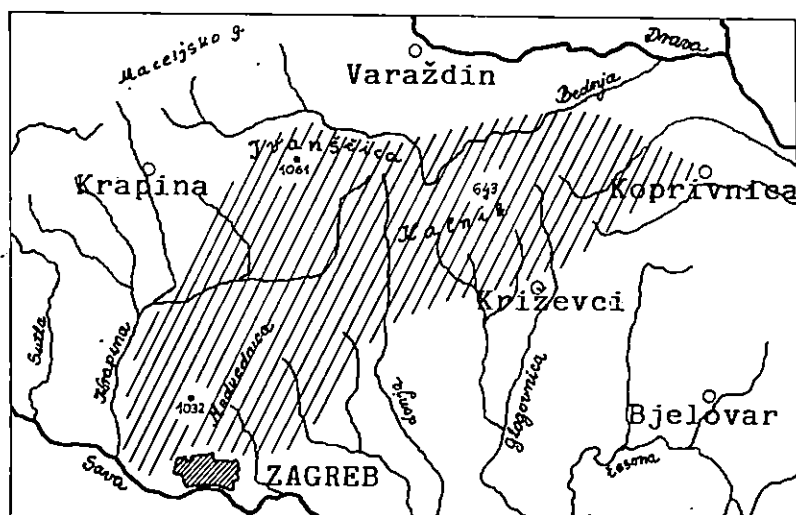 Maceljsko g.
Drava
Varaždin
Bednja
Ivanščica
1061
Krapina
643
Koprivnica
Kalnik
Križevci
Sutla
Krapina
Medvednica
1032
Lonja
Glogovnica
Bjelovar
Česma
Sava
ZAGREB